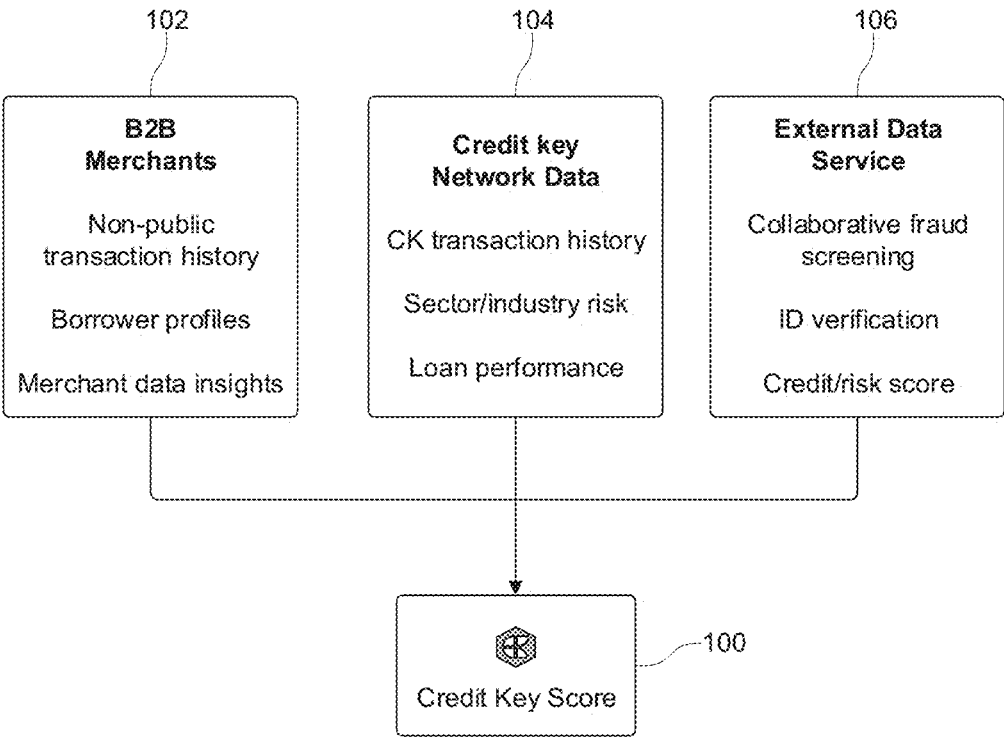 102
104
106
B2B
Merchants
Non-public
transaction history
Borrower profiles
Merchant data insights
Credit key
Network Data
CK transaction history
Sector/industry risk
Loan performance
External Data
Service
Collaborative fraud
screening
ID verification
Credit/risk score
Credit Key Score
100